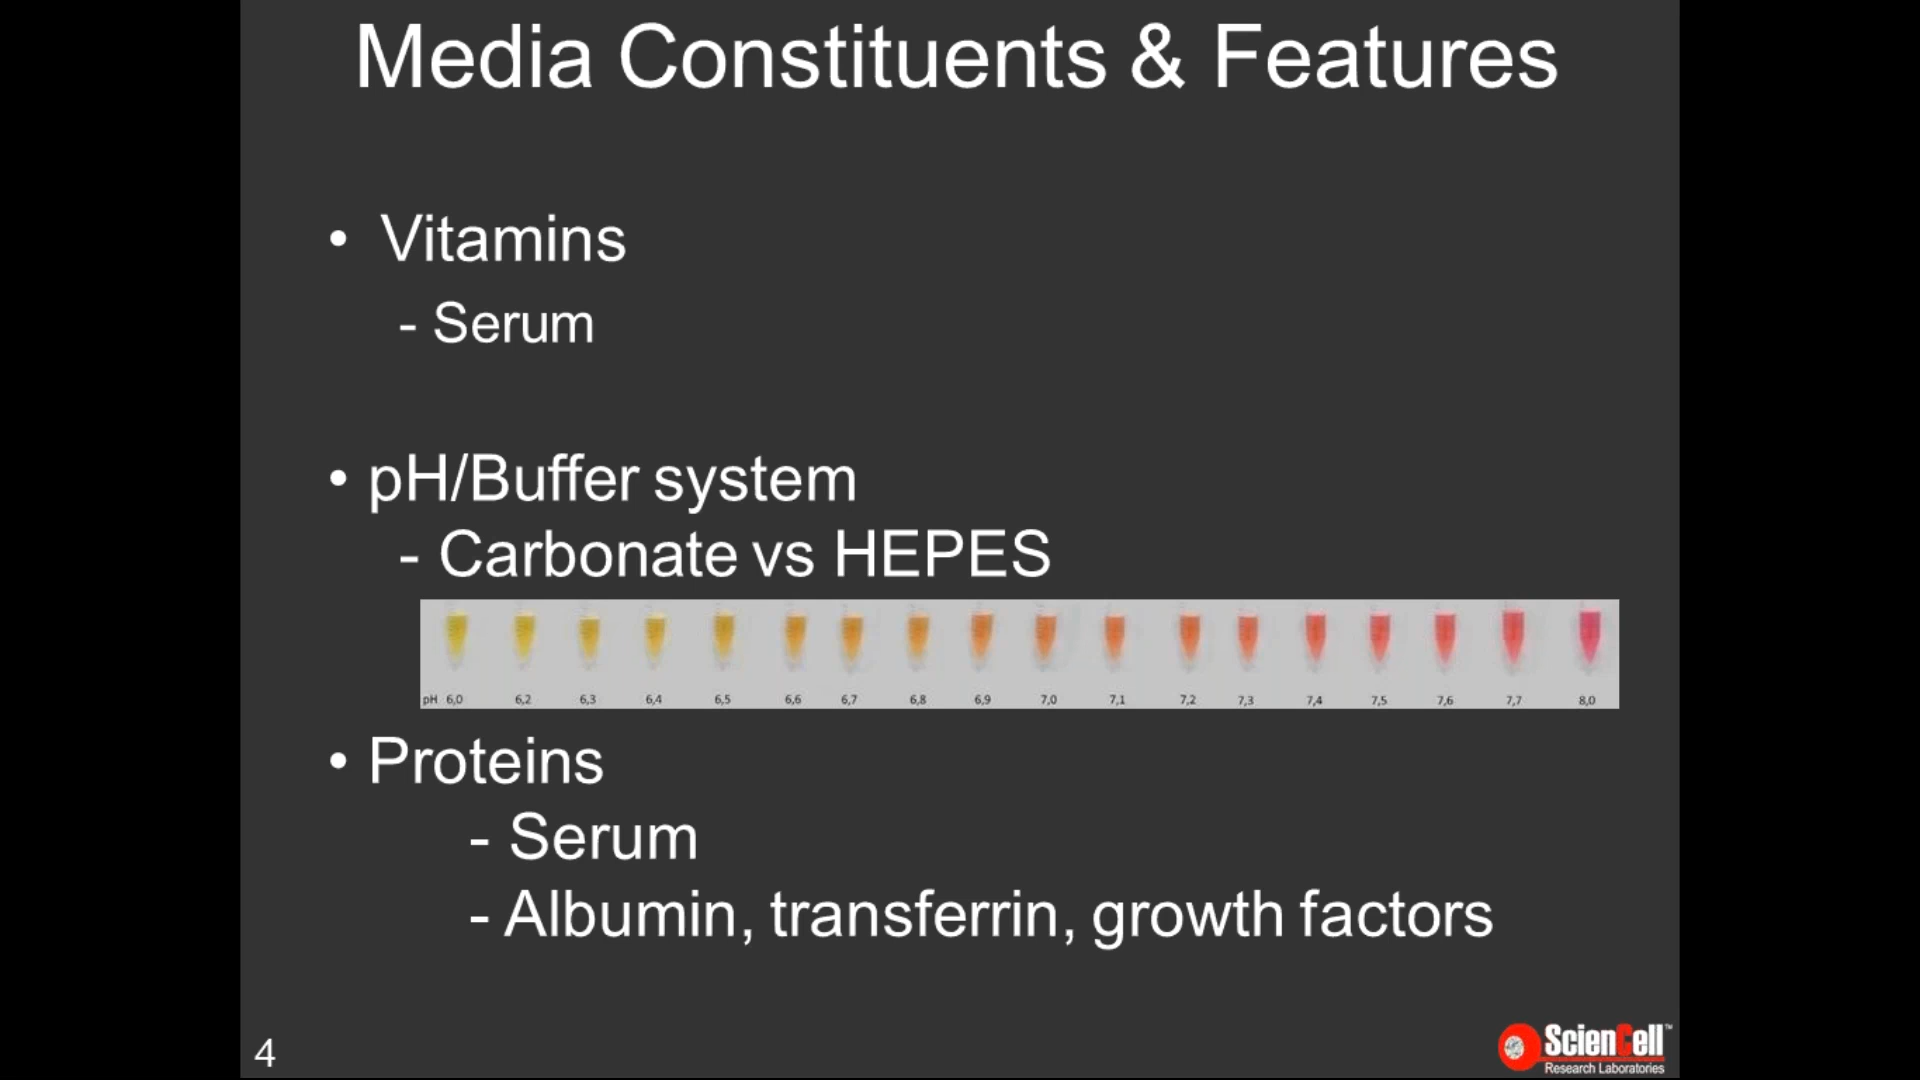 Media Constituents & Features
• Vitamins
- Serum
• pH/Buffer system
- Carbonate vs HEPES
pH 6,0 6,2 6,3 6,4 6,5 6,6 6,7 6,8 6,9 7,0 7,1 7,2 7,3 7,4 7,5 7,6 7,7 8,0
• Proteins
- Serum
- Albumin, transferrin, growth factors
4
ScienCell™
Research Laboratories